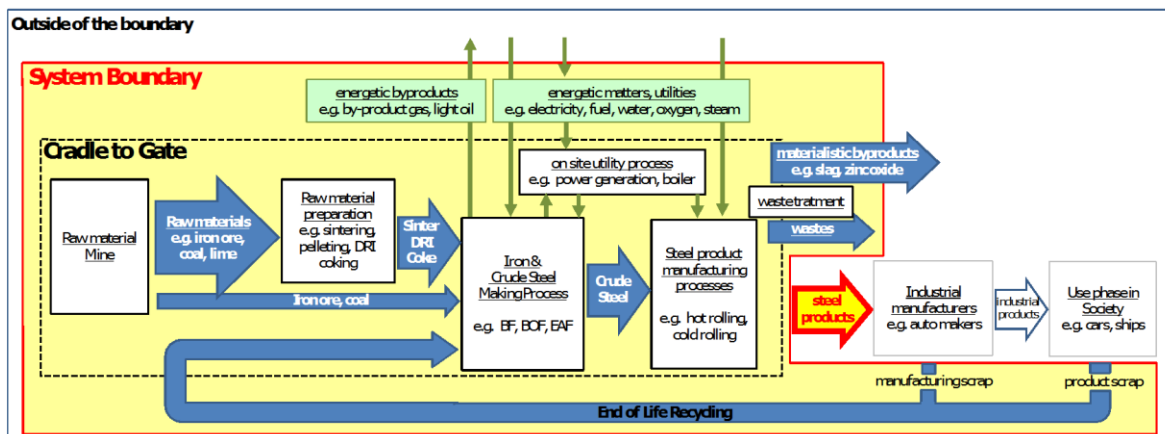 Outside of the boundary
System Boundary
energetic byproducts
e.g. by-product gas, light oil
energetic matters, utilities
e.g. electricity, fuel, water, oxygen, steam
Cradle to Gate
on site utility process
e.g. power generation, boiler
materialistic byproducts
e.g. slag, zinc oxide
waste tratment
wastes
Raw material
Mine
Raw materials
e.g. iron ore,
coal, lime
Raw material
preparation
e.g. sintering,
pelleting, DRI
coking
Sinter
DRI
Coke
Iron ore, coal
Iron &
Crude Steel
Making Process
e.g. BF, BOF, EAF
Crude
Steel
Steel product
manufacturing
processes
e.g. hot rolling,
cold rolling
steel
products
Industrial
manufacturers
e.g. auto makers
industrial
products
Use phase in
Society
e.g. cars, ships
manufacturing scrap
product scrap
End of Life Recycling